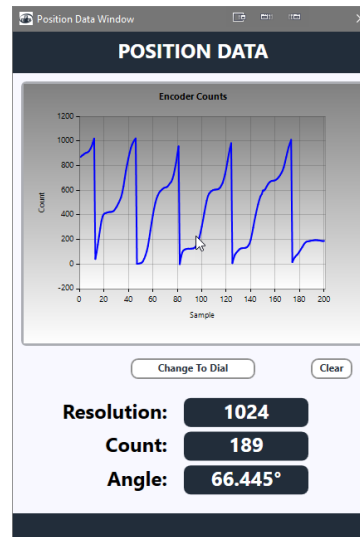 Position Data Window
POSITION DATA
Encoder Counts
1200
1000
800
600
400
200
0
-200
Count
0 20 40 60 80 100 120 140 160 180 200
Sample
Change To Dial Clear
Resolution: 1024
Count: 189
Angle: 66.445°